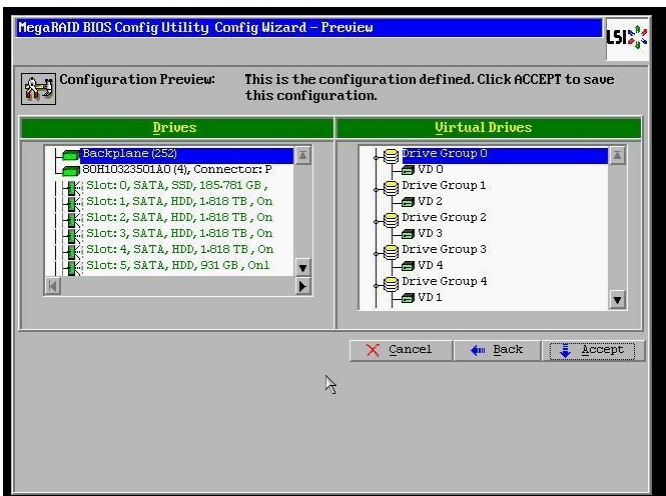 MegaRAID BIOS Config Utility Config Wizard - Preview
LSI
Configuration Preview: This is the configuration defined. Click ACCEPT to save
this configuration.
Drives
Backplane (252)
80H10323501A0 (4), Connector: P
Slot: 0, SATA, SSD, 185.781 GB,
Slot: 1, SATA, HDD, 1.818 TB, On
Slot: 2, SATA, HDD, 1.818 TB, On
Slot: 3, SATA, HDD, 1.818 TB, On
Slot: 4, SATA, HDD, 1.818 TB, On
Slot: 5, SATA, HDD, 931 GB, Onl
Virtual Drives
Drive Group 0
VD 0
Drive Group 1
VD 2
Drive Group 2
VD 3
Drive Group 3
VD 4
Drive Group 4
VD 1
Cancel
Back
Accept